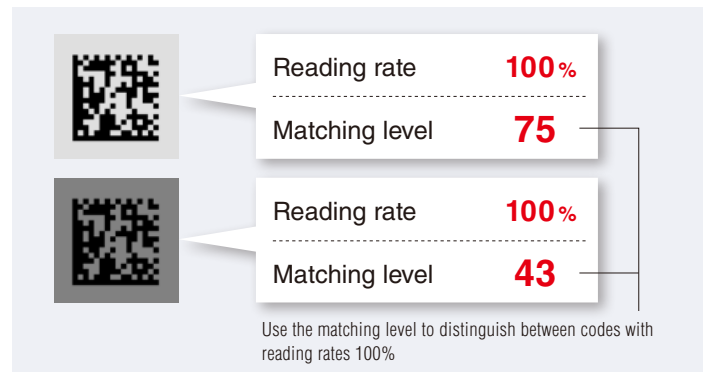 Reading rate 100%
Matching level 75
Reading rate 100%
Matching level 43
Use the matching level to distinguish between codes with
reading rates 100%